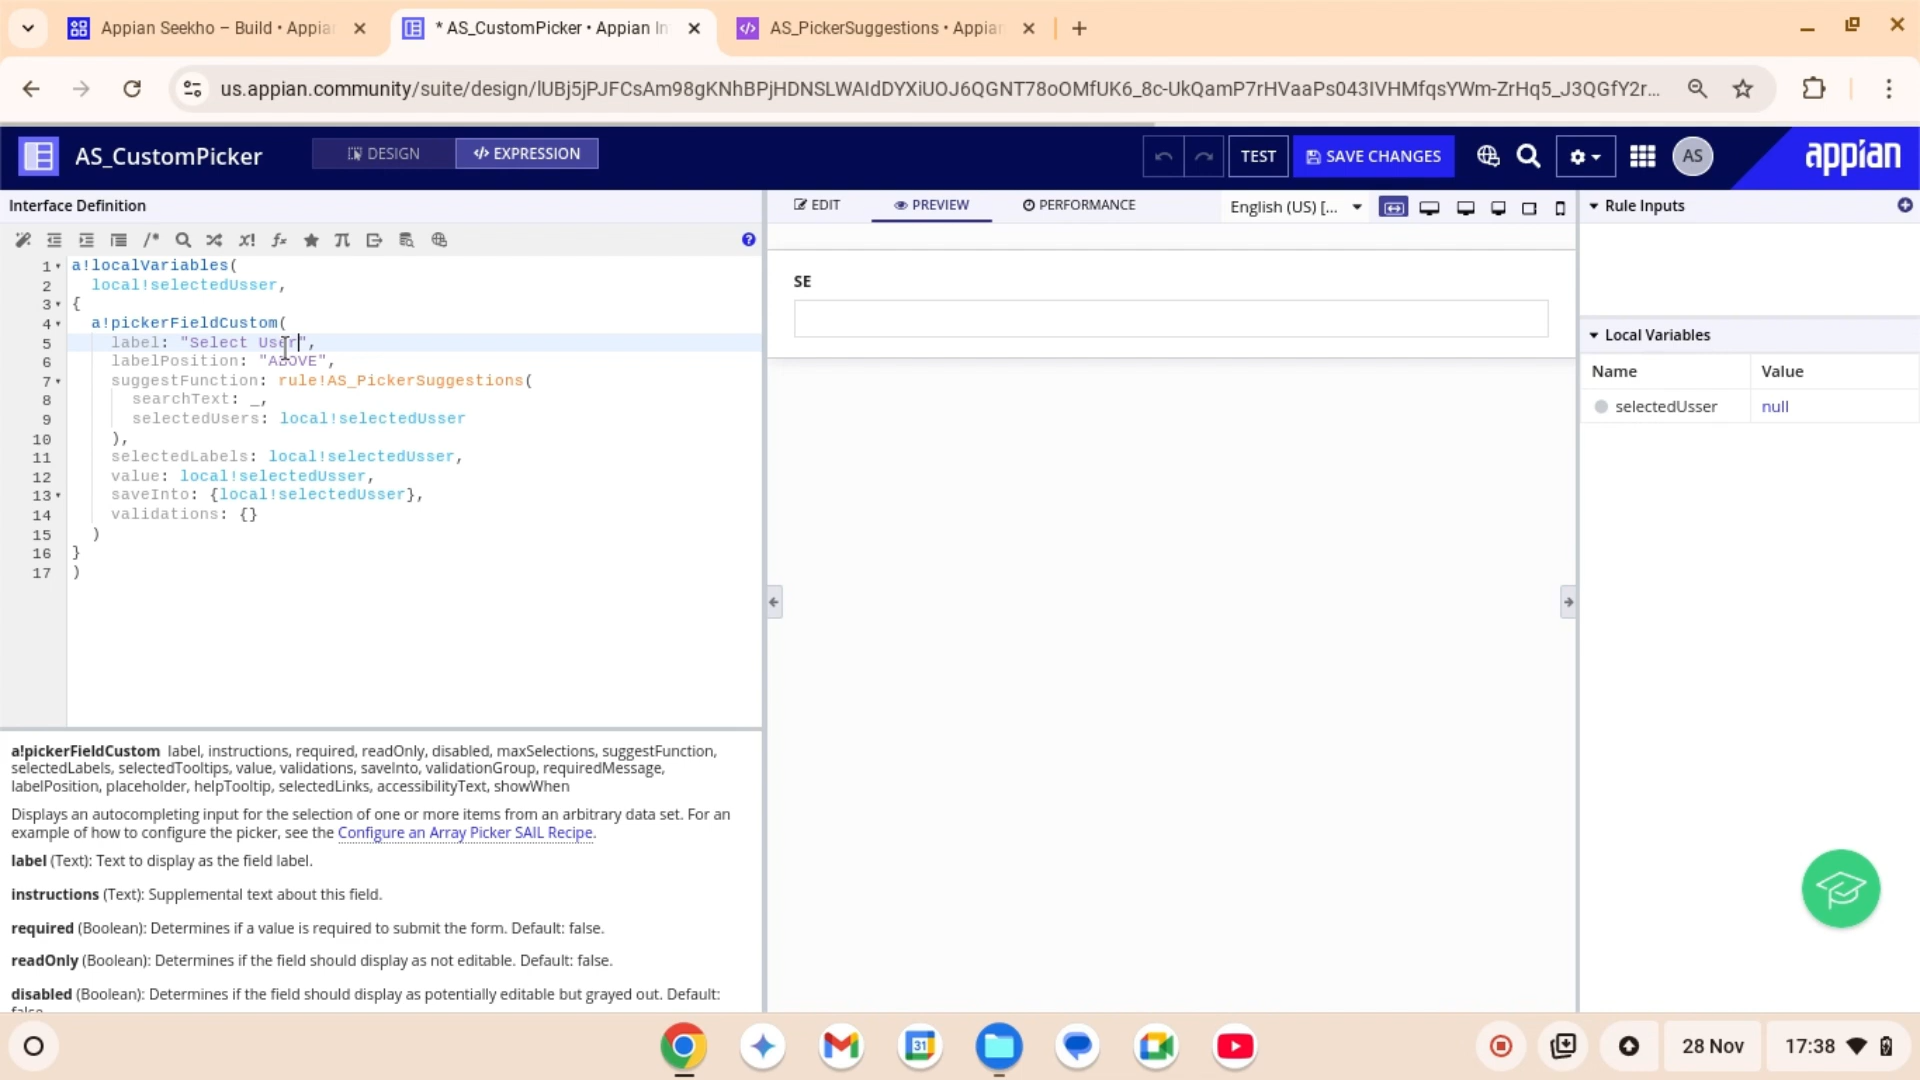 Appian Seekho – Build • Appia
* AS_CustomPicker • Appian In
AS_PickerSuggestions • Appian
us.appian.community/suite/design/lUBj5jPJFCsAm98gKNhBPjHDNSLWAIdDYXiUOJ6QGNT78oOMfUK6_8c-UkQamP7rHVaaPs043IVHMfqsYWm-ZrHq5_J3QGfY2r...
AS_CustomPicker
DESIGN
EXPRESSION
TEST
SAVE CHANGES
AS
appian
Interface Definition
EDIT
PREVIEW
PERFORMANCE
English (US) [...
Rule Inputs
1 a!localVariables(
2 local!selectedUsser,
3 {
4 a!pickerFieldCustom(
5 label: "Select User",
6 labelPosition: "ABOVE",
7 suggestFunction: rule!AS_PickerSuggestions(
8 searchText: _,
9 selectedUsers: local!selectedUsser
10 ),
11 selectedLabels: local!selectedUsser,
12 value: local!selectedUsser,
13 saveInto: {local!selectedUsser},
14 validations: {}
15 )
16 }
17 )
SE
Local Variables
Name Value
selectedUsser null
a!pickerFieldCustom label, instructions, required, readOnly, disabled, maxSelections, suggestFunction,
selectedLabels, selectedTooltips, value, validations, saveInto, validationGroup, requiredMessage,
labelPosition, placeholder, helpTooltip, selectedLinks, accessibilityText, showWhen
Displays an autocompleting input for the selection of one or more items from an arbitrary data set. For an
example of how to configure the picker, see the Configure an Array Picker SAIL Recipe.
label (Text): Text to display as the field label.
instructions (Text): Supplemental text about this field.
required (Boolean): Determines if a value is required to submit the form. Default: false.
readOnly (Boolean): Determines if the field should display as not editable. Default: false.
disabled (Boolean): Determines if the field should display as potentially editable but grayed out. Default:
false.
31
28 Nov
17:38